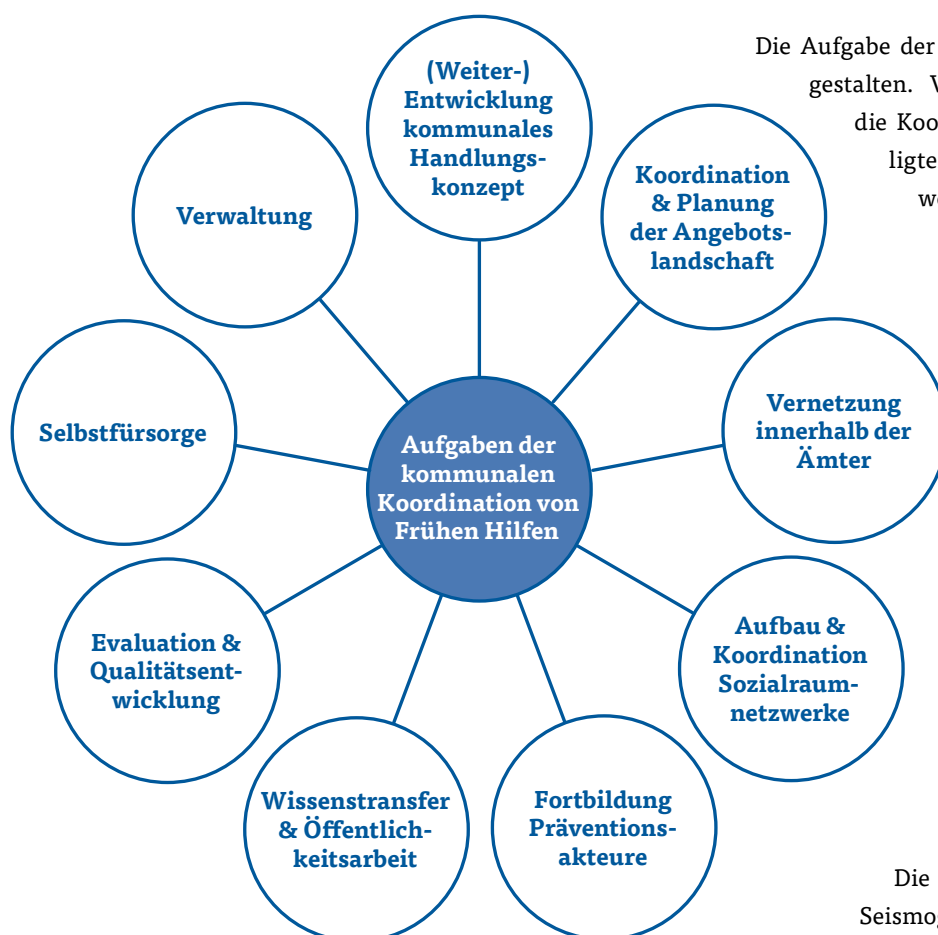 (Weiter-)
Entwicklung
kommunales
Handlungs-
konzept
Koordination
& Planung
der Angebots-
landschaft
Vernetzung
innerhalb der
Ämter
Aufbau &
Koordination
Sozialraum-
netzwerke
Fortbildung
Präventions-
akteure
Wissenstransfer
& Öffentlich-
keitsarbeit
Evaluation &
Qualitätsent-
wicklung
Selbstfürsorge
Verwaltung
Aufgaben der
kommunalen
Koordination von
Frühen Hilfen
Die Aufgabe der
gestalten. V
die Koo
ligte
we
Die
Seismog